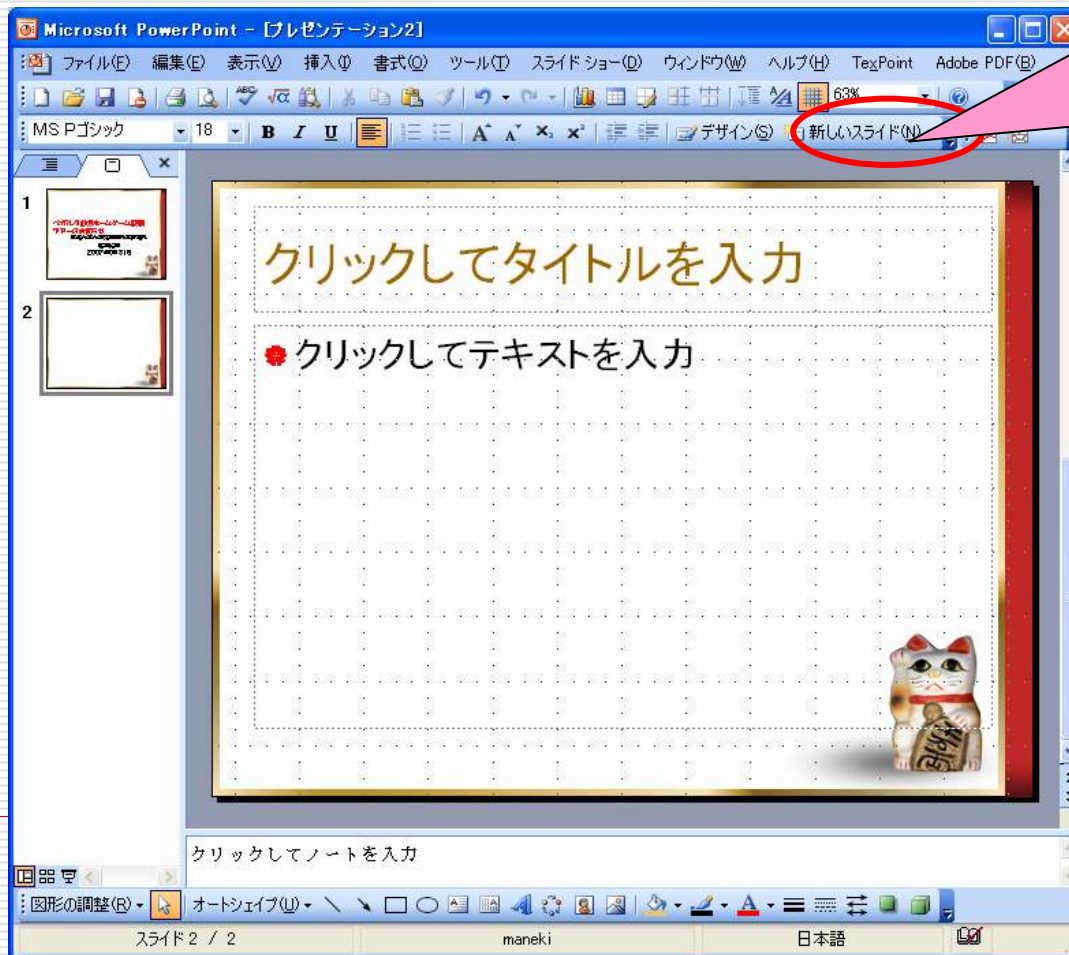 Microsoft PowerPoint - [プレゼンテーション2]
ファイル(F) 編集(E) 表示(V) 挿入(I) 書式(O) ツール(T) スライド ショー(D) ウィンドウ(W) ヘルプ(H) TexPoint Adobe PDF(B)
63%
MS Pゴシック 18 B I U デザイン(S) 新しいスライド(N)
1
2
クリックしてタイトルを入力
クリックしてテキストを入力
クリックしてノートを入力
図形の調整(R) オートシェイプ(U)
スライド 2 / 2 maneki 日本語